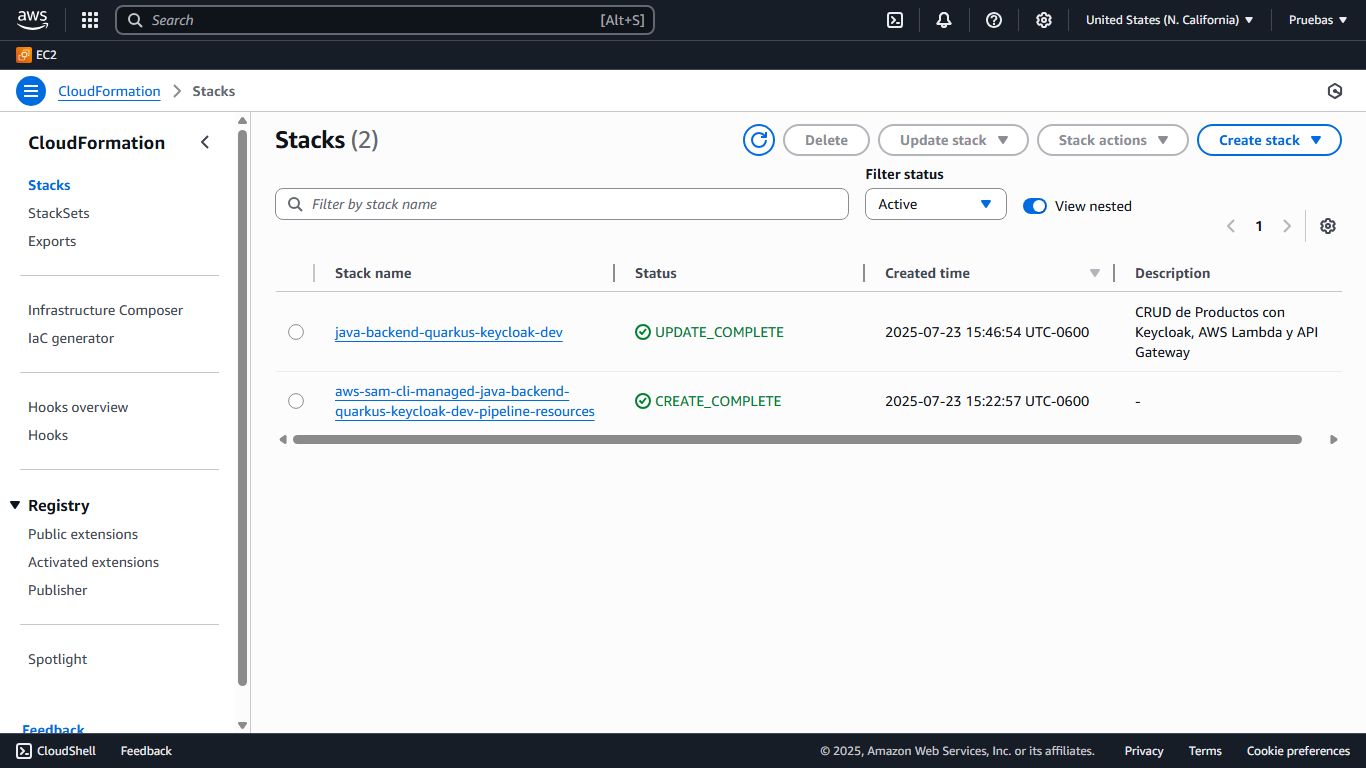 aws
Search
[Alt+S]
United States (N. California)
Pruebas
EC2
CloudFormation
Stacks
CloudFormation
Stacks
StackSets
Exports
Infrastructure Composer
IaC generator
Hooks overview
Hooks
Registry
Public extensions
Activated extensions
Publisher
Spotlight
Feedback
Stacks (2)
Delete
Update stack
Stack actions
Create stack
Filter by stack name
Filter status
Active
View nested
1
Stack name
Status
Created time
Description
java-backend-quarkus-keycloak-dev
UPDATE_COMPLETE
2025-07-23 15:46:54 UTC-0600
CRUD de Productos con
Keycloak, AWS Lambda y API
Gateway
aws-sam-cli-managed-java-backend-
quarkus-keycloak-dev-pipeline-resources
CREATE_COMPLETE
2025-07-23 15:22:57 UTC-0600
-
CloudShell
Feedback
© 2025, Amazon Web Services, Inc. or its affiliates.
Privacy
Terms
Cookie preferences